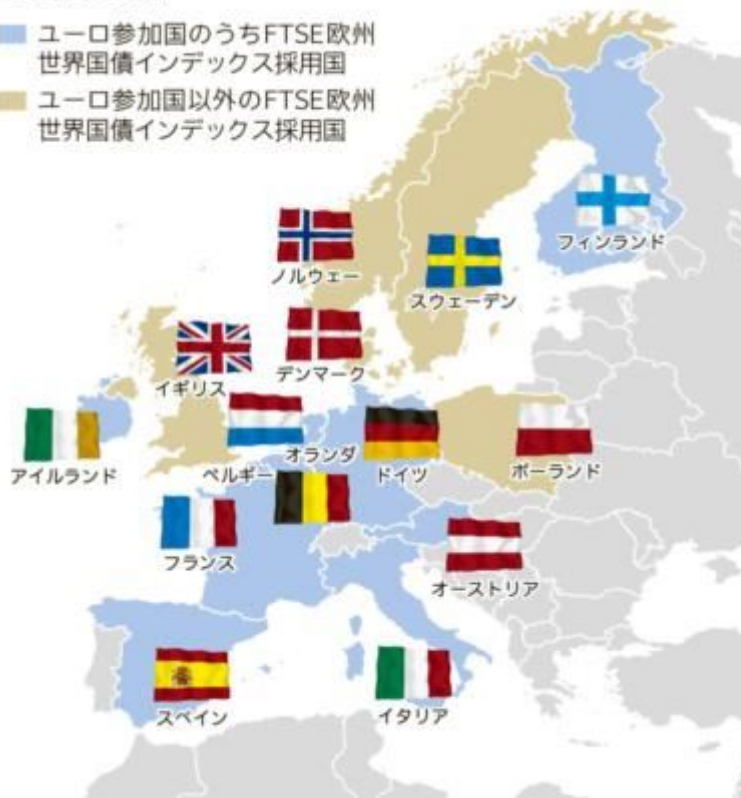 ユーロ参加国のうちFTSE欧州
世界国債インデックス採用国
ユーロ参加国以外のFTSE欧州
世界国債インデックス採用国
フィンランド
ノルウェー
スウェーデン
デンマーク
イギリス
オランダ
アイルランド
ベルギー
ドイツ
ポーランド
フランス
オーストリア
スペイン
イタリア